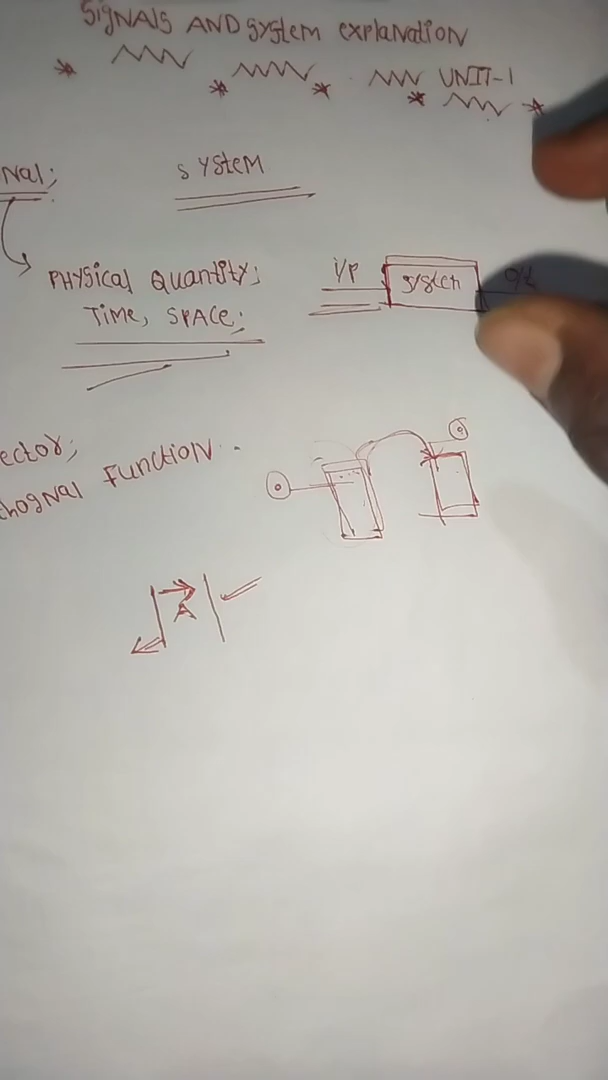 SigNALS AND system explanation
UNIT-1
NAL; SYSTEM
PHYSICAL QUANTITY; I/P system
TIME, SPACE;
ector;
hogNAL FUNCTION.
A